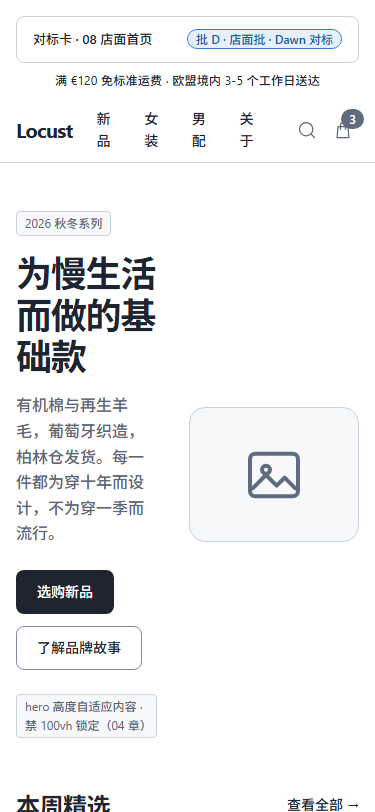 对标卡 · 08 店面首页
批 D · 店面批 · Dawn 对标
满 €120 免标准运费 · 欧盟境内 3-5 个工作日送达
Locust
新品
女装
男配
关于
3
2026 秋冬系列
为慢生活
而做的基
础款
有机棉与再生羊
毛，葡萄牙织造，
柏林仓发货。每一
件都为穿十年而设
计，不为穿一季而
流行。
选购新品
了解品牌故事
hero 高度自适应内容 ·
禁 100vh 锁定（04 章）
本周精选
查看全部 →